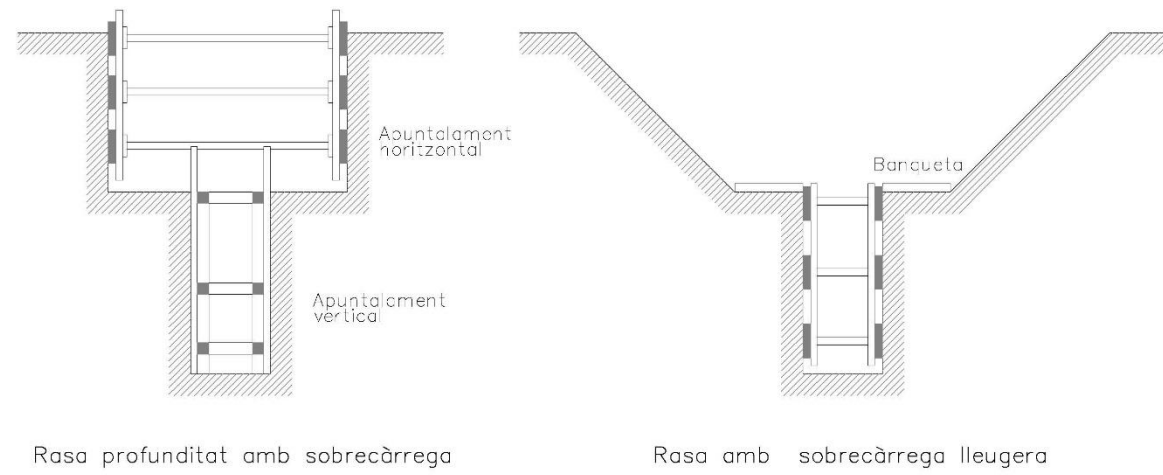 Apuntalament
horitzontal
Banqueta
Apuntalament
vertical
Rasa profunditat amb sobrecàrrega
Rasa amb sobrecàrrega lleugera